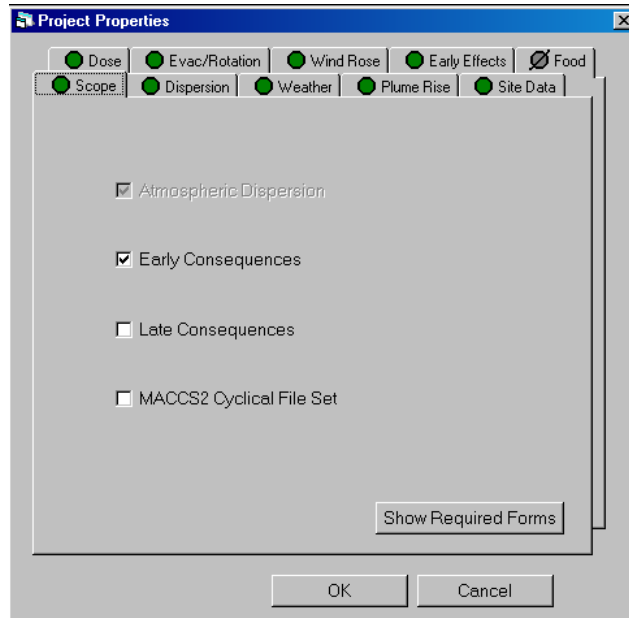 Project Properties
Dose Evac/Rotation Wind Rose Early Effects Food
Scope Dispersion Weather Plume Rise Site Data
Atmospheric Dispersion
Early Consequences
Late Consequences
MACCS2 Cyclical File Set
Show Required Forms
OK Cancel